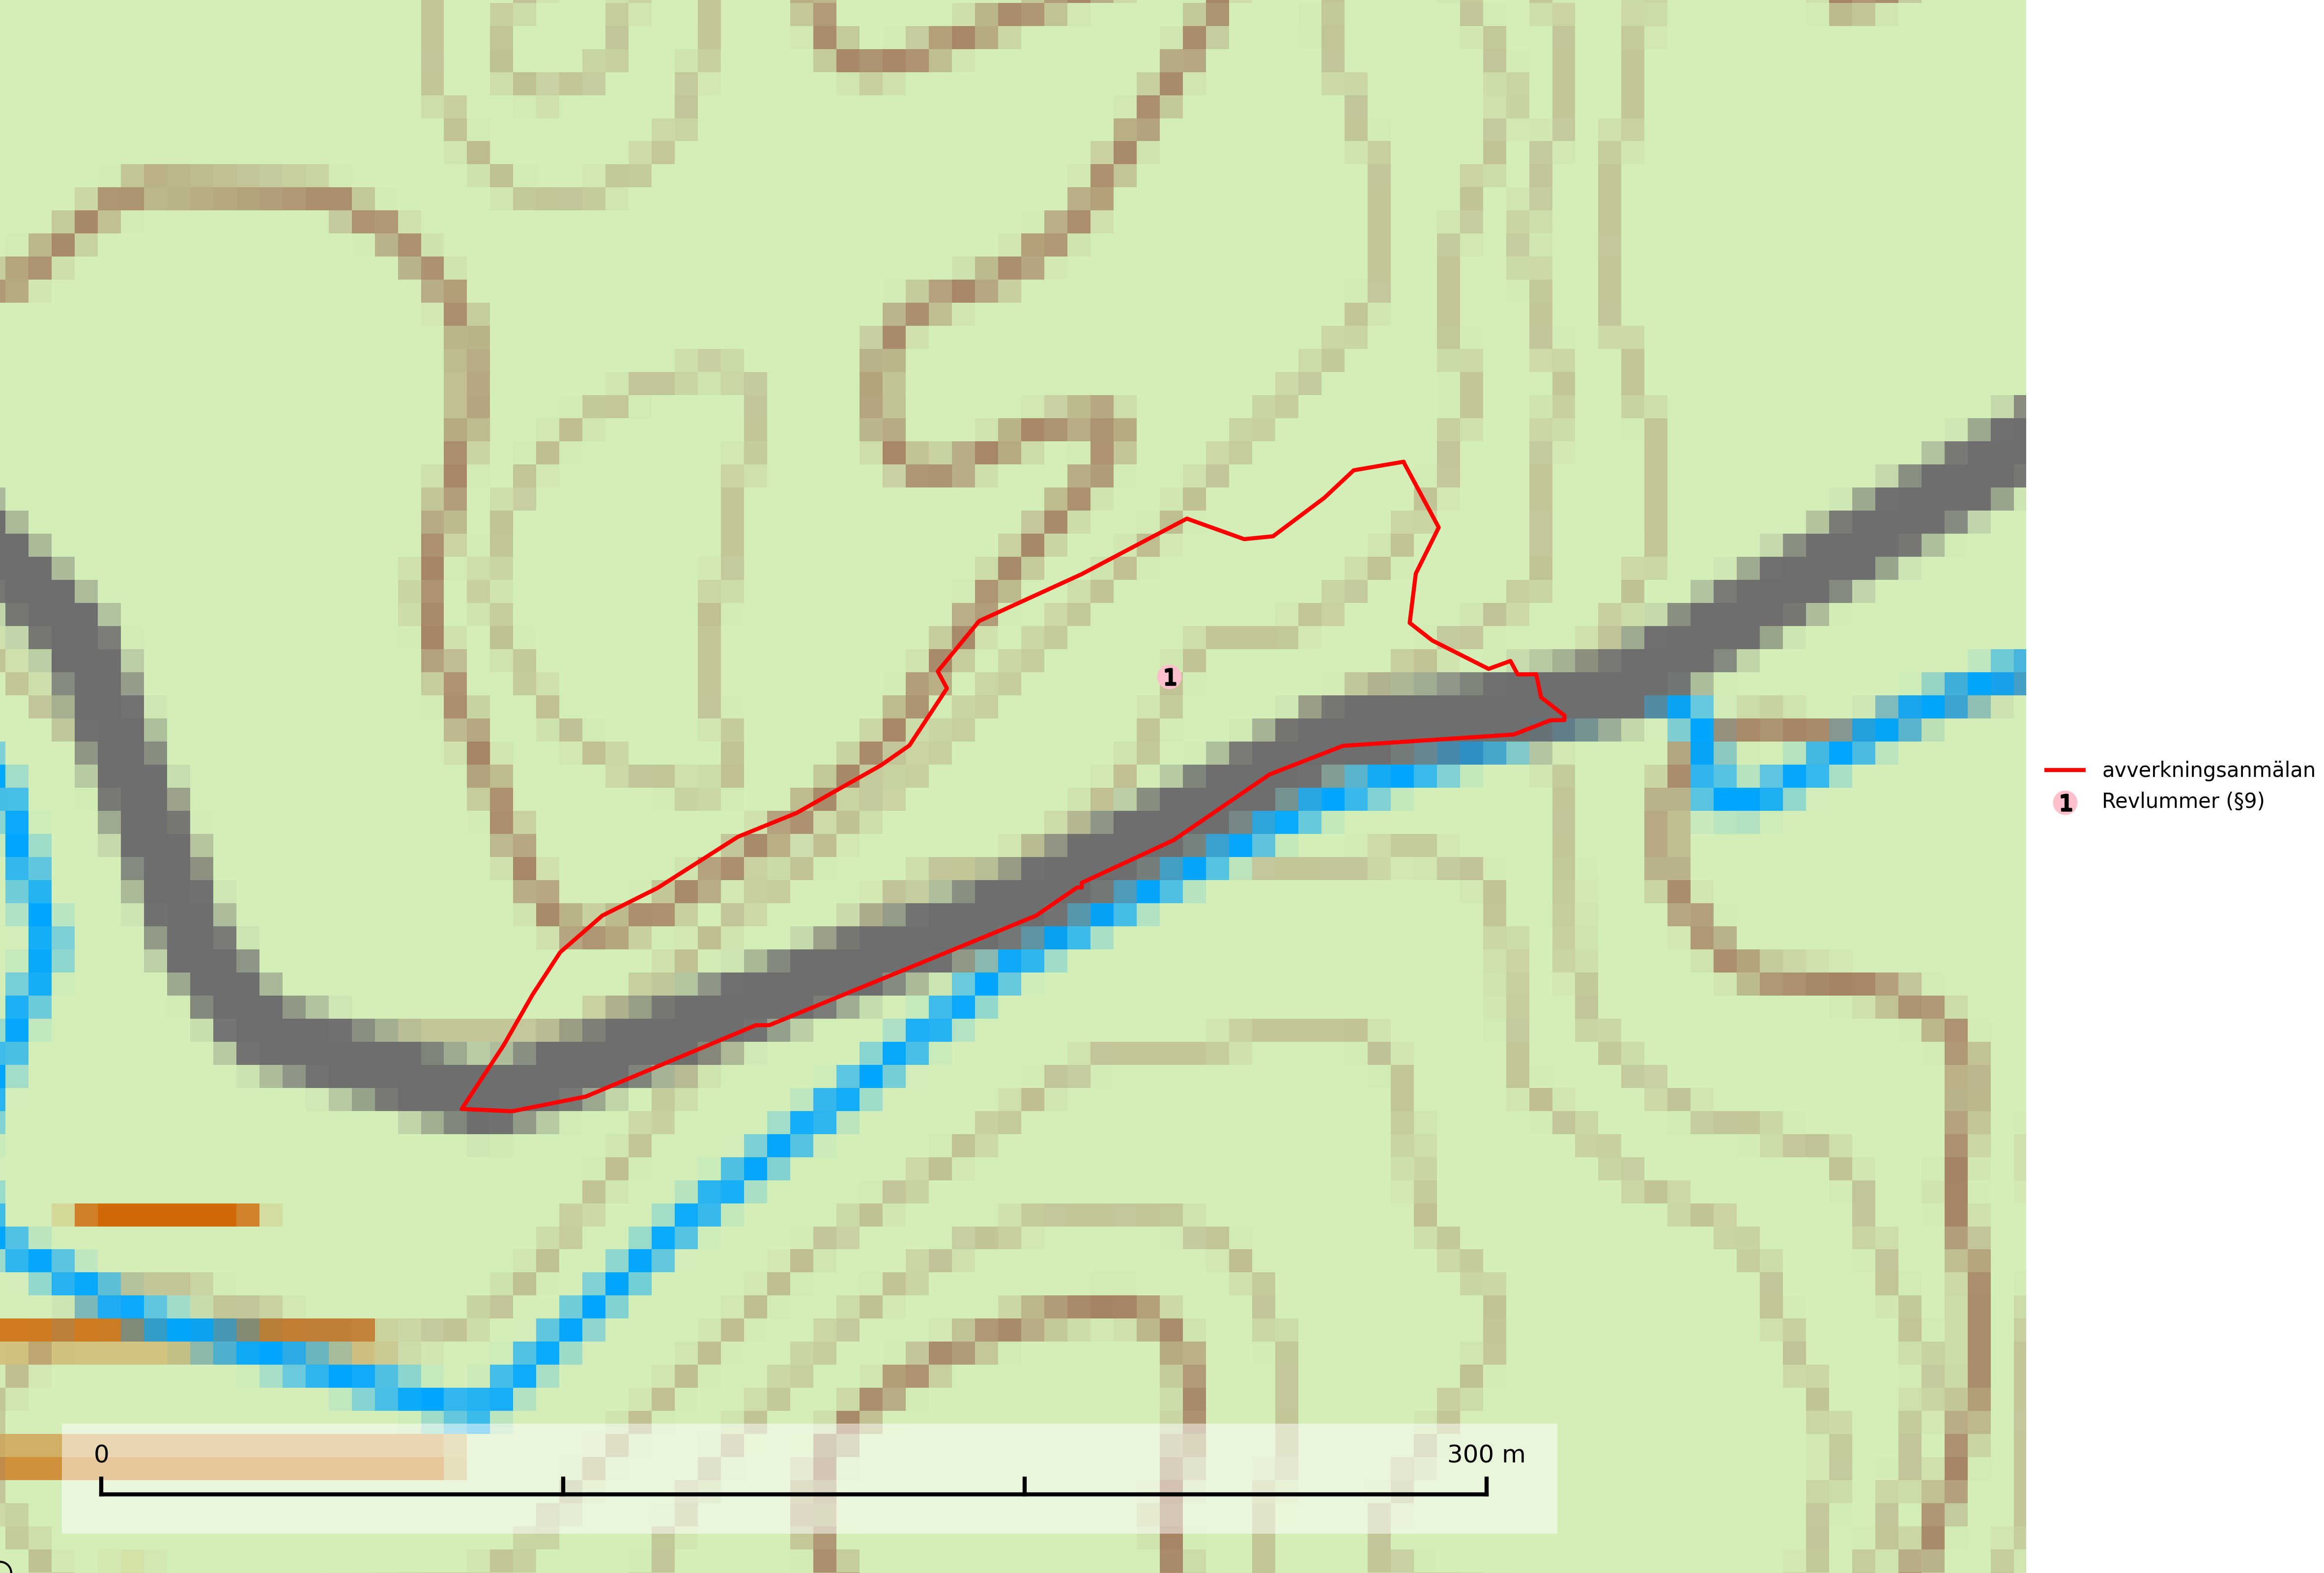 1
avverkningsanmälan
1 Revlummer (§9)
0 300 m